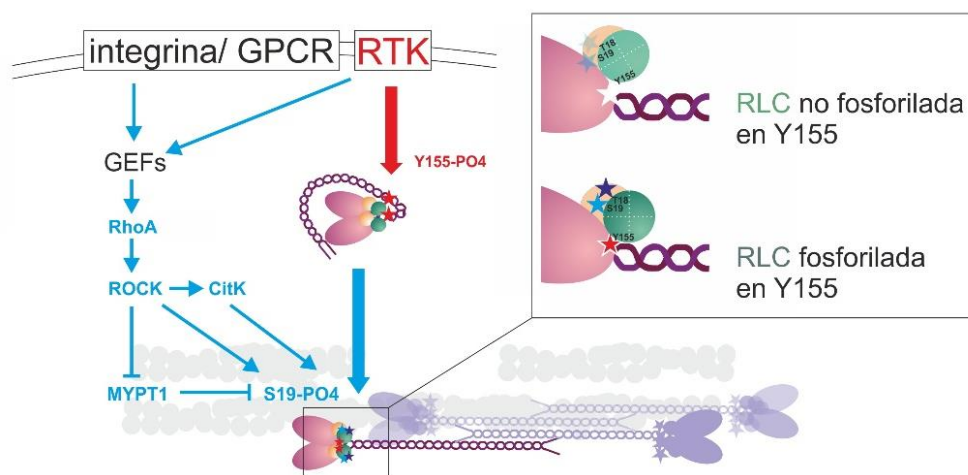 integrina/ GPCR
RTK
GEFs
Y155-PO4
RhoA
ROCK
CitK
MYPT1
S19-PO4
T18
S19
Y155
RLC no fosforilada
en Y155
T18
S19
Y155
RLC fosforilada
en Y155